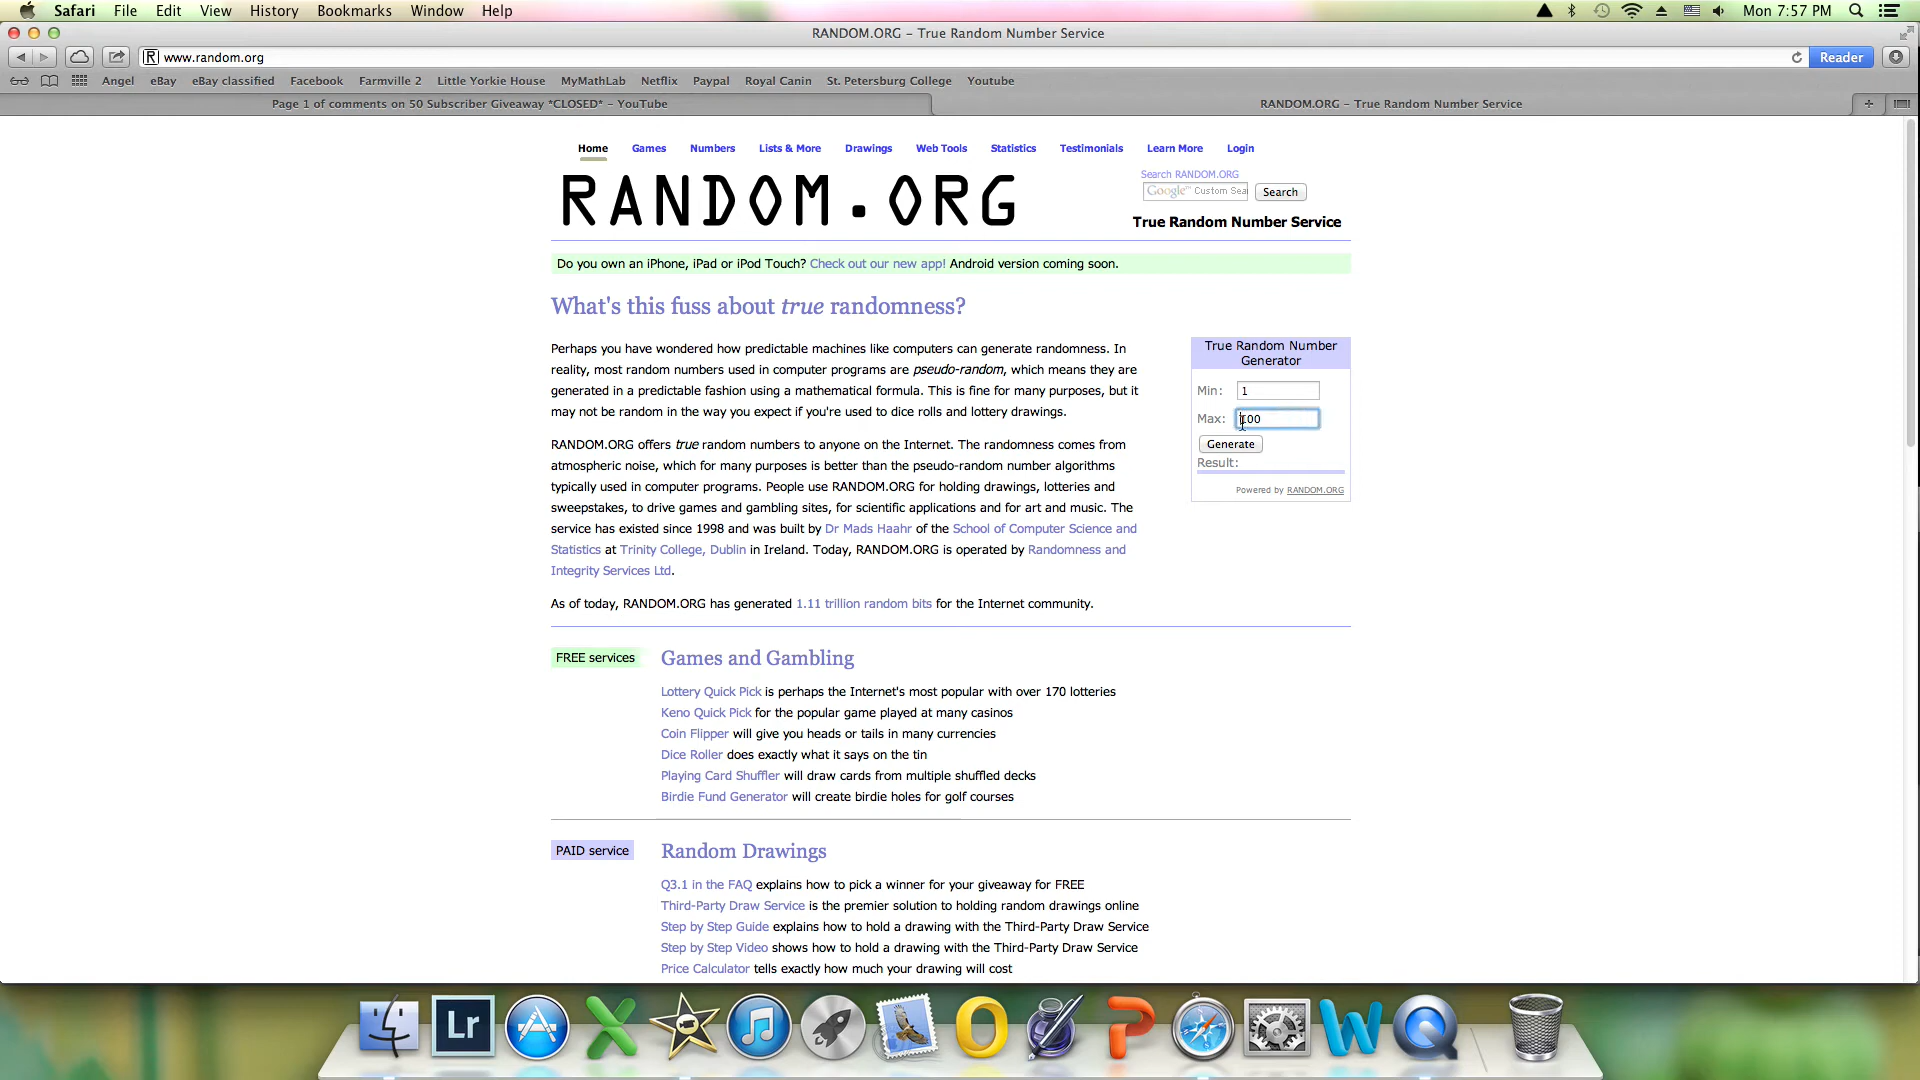 Safari File Edit View History Bookmarks Window Help Mon 7:57 PM
RANDOM.ORG – True Random Number Service
R www.random.org Reader
Angel eBay eBay classified Facebook Farmville 2 Little Yorkie House MyMathLab Netflix Paypal Royal Canin St. Petersburg College Youtube
Page 1 of comments on 50 Subscriber Giveaway *CLOSED* – YouTube RANDOM.ORG – True Random Number Service
Home Games Numbers Lists & More Drawings Web Tools Statistics Testimonials Learn More Login
RANDOM.ORG
Search RANDOM.ORG
Google™ Custom Sea Search
True Random Number Service
Do you own an iPhone, iPad or iPod Touch? Check out our new app! Android version coming soon.
What's this fuss about true randomness?
Perhaps you have wondered how predictable machines like computers can generate randomness. In
reality, most random numbers used in computer programs are pseudo-random, which means they are
generated in a predictable fashion using a mathematical formula. This is fine for many purposes, but it
may not be random in the way you expect if you're used to dice rolls and lottery drawings.
RANDOM.ORG offers true random numbers to anyone on the Internet. The randomness comes from
atmospheric noise, which for many purposes is better than the pseudo-random number algorithms
typically used in computer programs. People use RANDOM.ORG for holding drawings, lotteries and
sweepstakes, to drive games and gambling sites, for scientific applications and for art and music. The
service has existed since 1998 and was built by Dr Mads Haahr of the School of Computer Science and
Statistics at Trinity College, Dublin in Ireland. Today, RANDOM.ORG is operated by Randomness and
Integrity Services Ltd.
As of today, RANDOM.ORG has generated 1.11 trillion random bits for the Internet community.
True Random Number
Generator
Min: 1
Max: 100
Generate
Result:
Powered by RANDOM.ORG
FREE services
Games and Gambling
Lottery Quick Pick is perhaps the Internet's most popular with over 170 lotteries
Keno Quick Pick for the popular game played at many casinos
Coin Flipper will give you heads or tails in many currencies
Dice Roller does exactly what it says on the tin
Playing Card Shuffler will draw cards from multiple shuffled decks
Birdie Fund Generator will create birdie holes for golf courses
PAID service
Random Drawings
Q3.1 in the FAQ explains how to pick a winner for your giveaway for FREE
Third-Party Draw Service is the premier solution to holding random drawings online
Step by Step Guide explains how to hold a drawing with the Third-Party Draw Service
Step by Step Video shows how to hold a drawing with the Third-Party Draw Service
Price Calculator tells exactly how much your drawing will cost
Lr